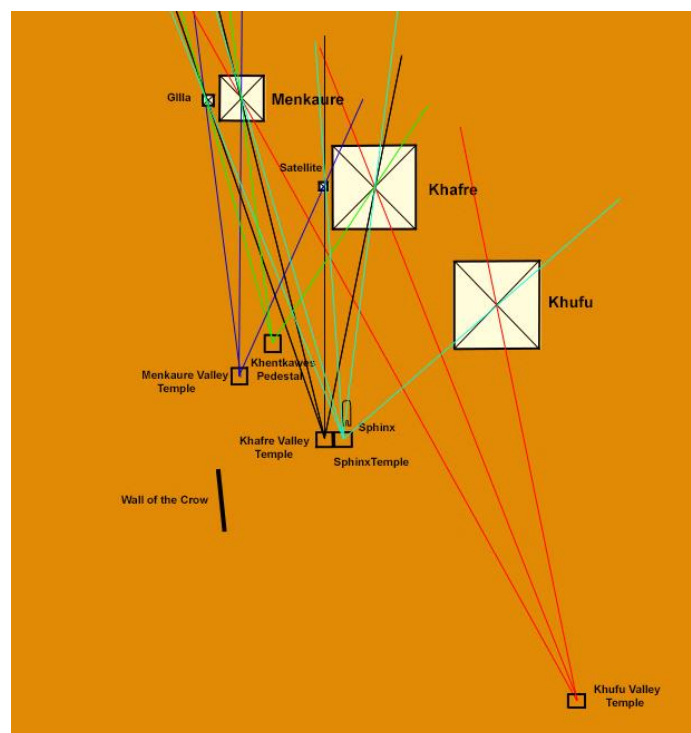 Gilla
Menkaure
Satellite
Khafre
Khufu
Khentkawes
Pedestal
Menkaure Valley
Temple
Sphinx
Khafre Valley
Temple
SphinxTemple
Wall of the Crow
Khufu Valley
Temple